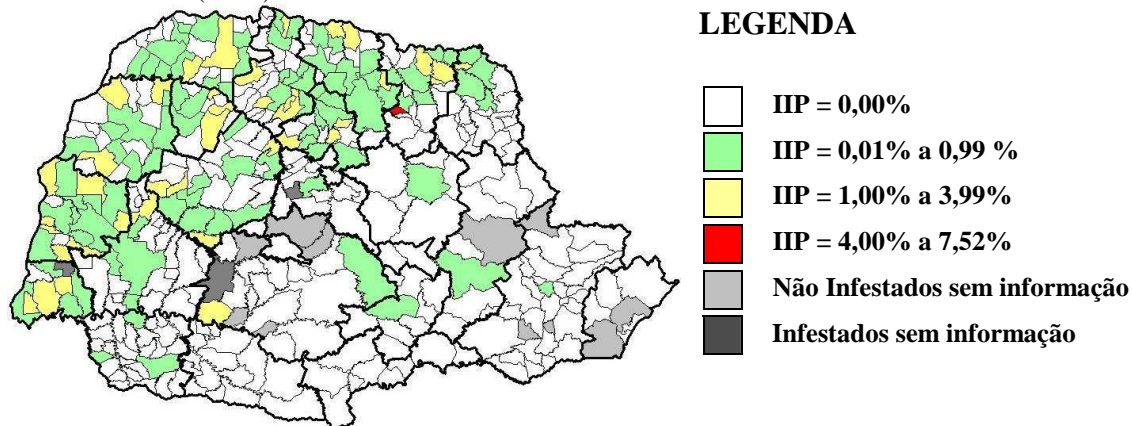 LEGENDA
IIP = 0,00%
IIP = 0,01% a 0,99 %
IIP = 1,00% a 3,99%
IIP = 4,00% a 7,52%
Não Infestados sem informação
Infestados sem informação